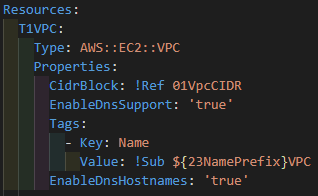 Resources:
  T1VPC:
    Type: AWS::EC2::VPC
    Properties:
      CidrBlock: !Ref 01VpcCIDR
      EnableDnsSupport: 'true'
      Tags:
        - Key: Name
          Value: !Sub ${23NamePrefix}VPC
      EnableDnsHostnames: 'true'